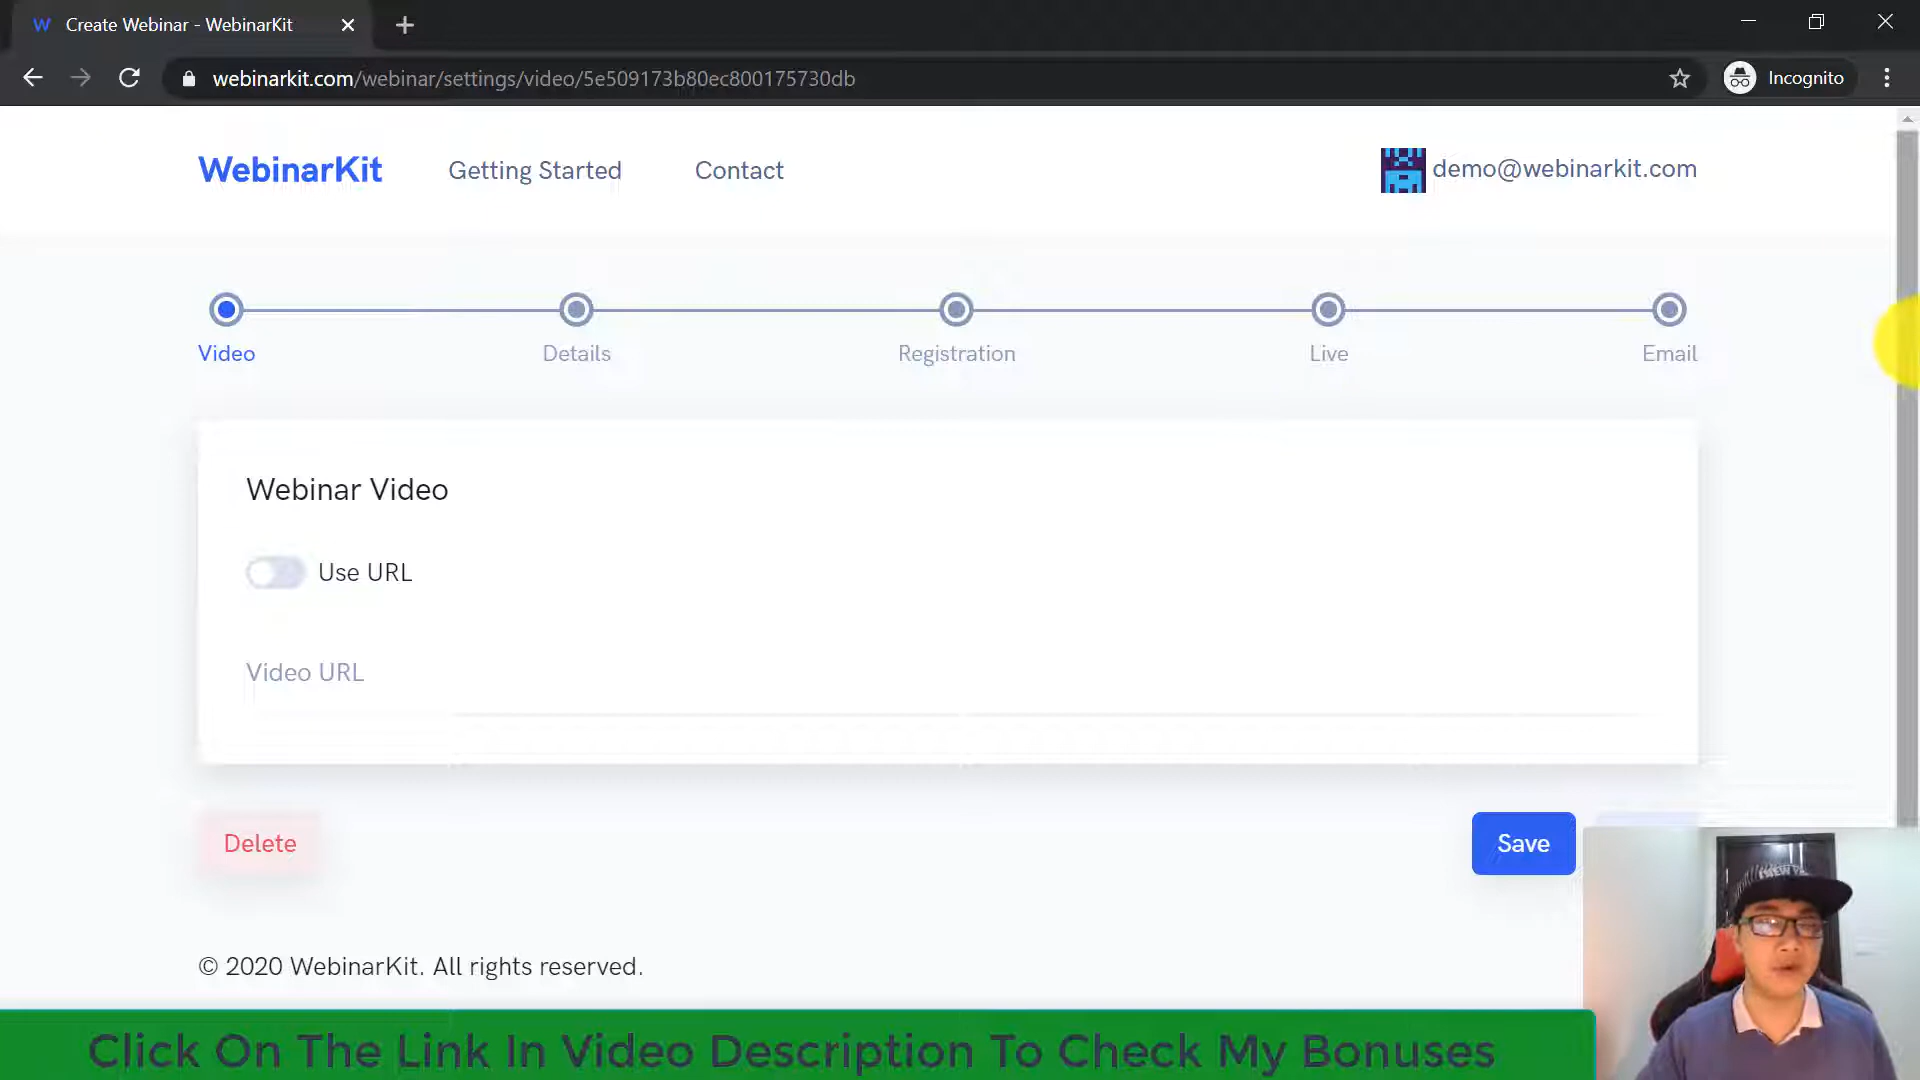 W Create Webinar - WebinarKit
webinarkit.com/webinar/settings/video/5e509173b80ec800175730db
Incognito
WebinarKit
Getting Started
Contact
demo@webinarkit.com
Video
Details
Registration
Live
Email
Webinar Video
Use URL
Video URL
Delete
Save
© 2020 WebinarKit. All rights reserved.
Click On The Link In Video Description To Check My Bonuses